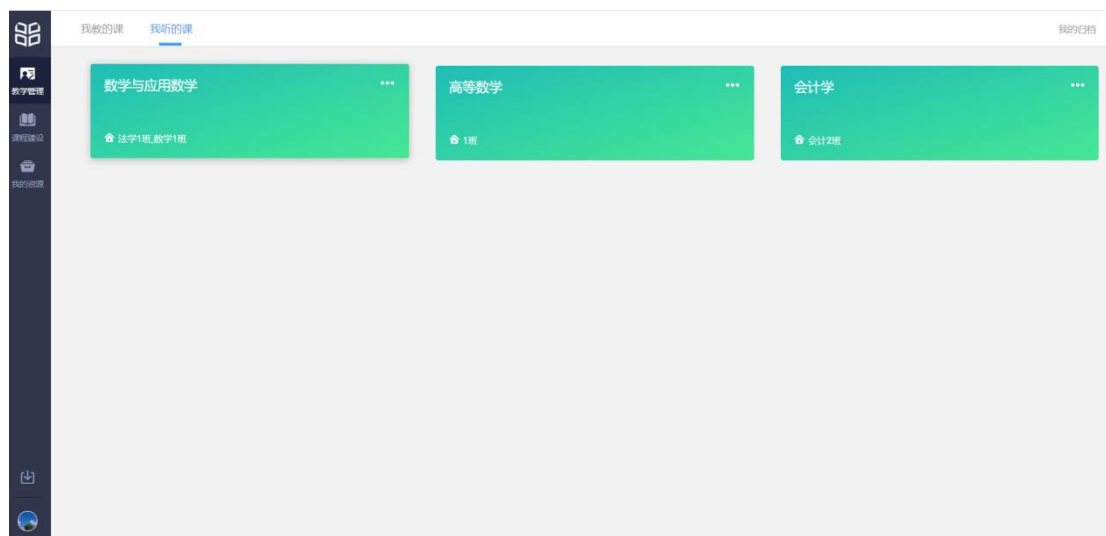 我教的课
我听的课
我的归档
教学管理
课程建设
我的资源
数学与应用数学
法学1班,数学1班
高等数学
1班
会计学
会计2班